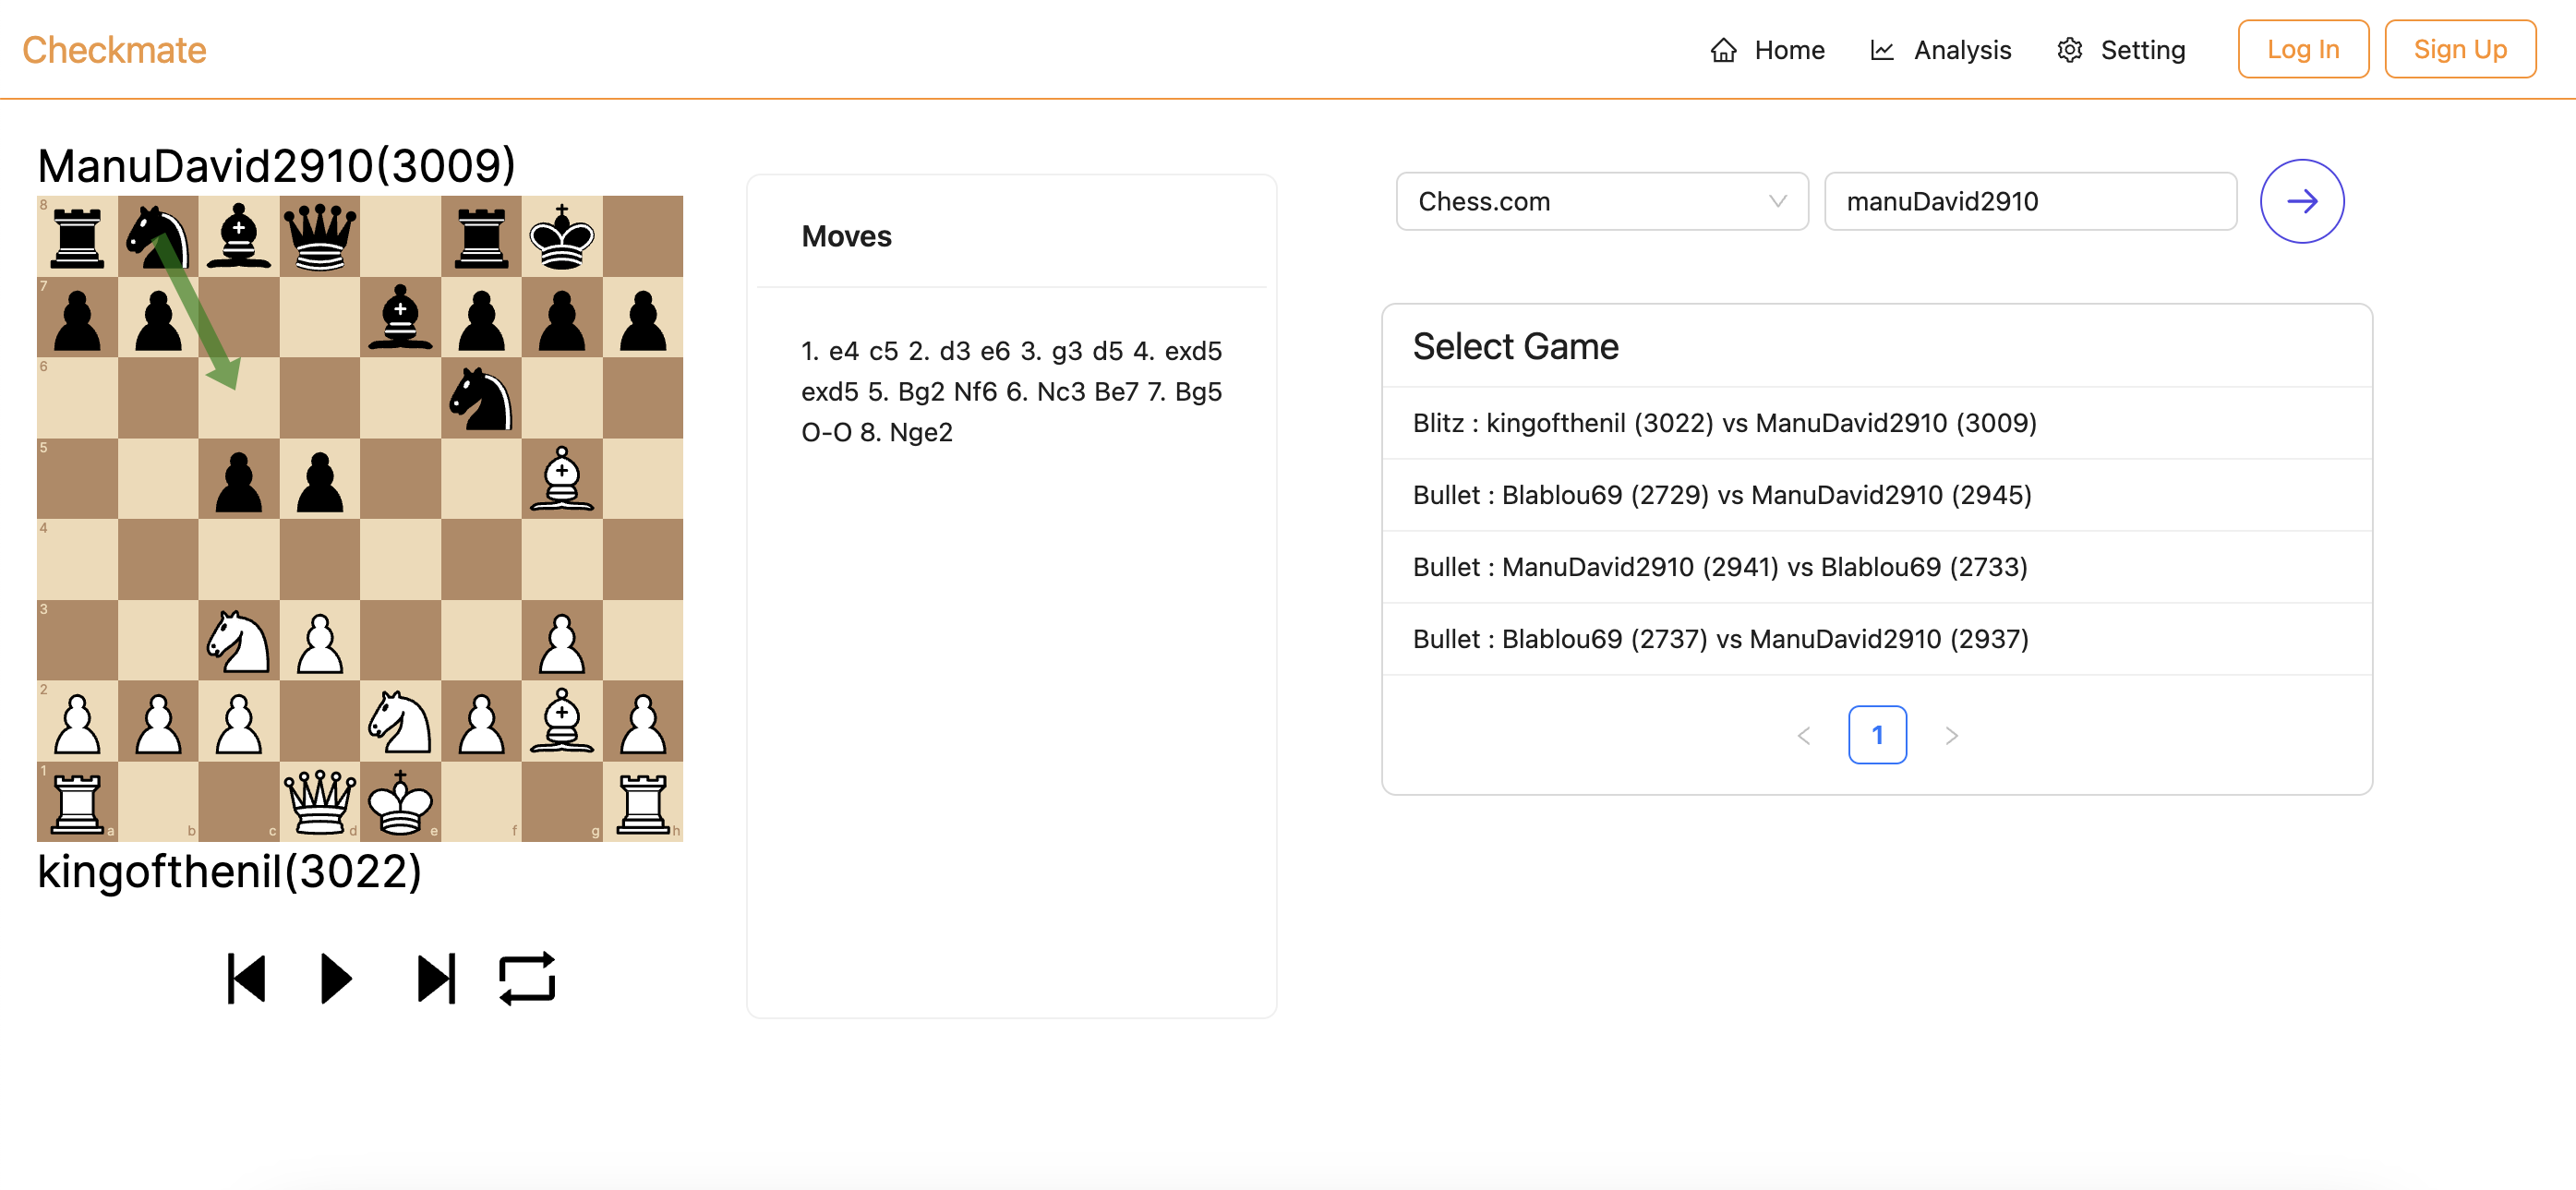 Checkmate
Home
Analysis
Setting
Log In
Sign Up
ManuDavid2910(3009)
8
7
6
5
4
3
2
1
a
b
c
d
e
f
g
h
kingofthenil(3022)
Moves
1. e4 c5 2. d3 e6 3. g3 d5 4. exd5
exd5 5. Bg2 Nf6 6. Nc3 Be7 7. Bg5
O-O 8. Nge2
Chess.com
manuDavid2910
Select Game
Blitz : kingofthenil (3022) vs ManuDavid2910 (3009)
Bullet : Blablou69 (2729) vs ManuDavid2910 (2945)
Bullet : ManuDavid2910 (2941) vs Blablou69 (2733)
Bullet : Blablou69 (2737) vs ManuDavid2910 (2937)
1